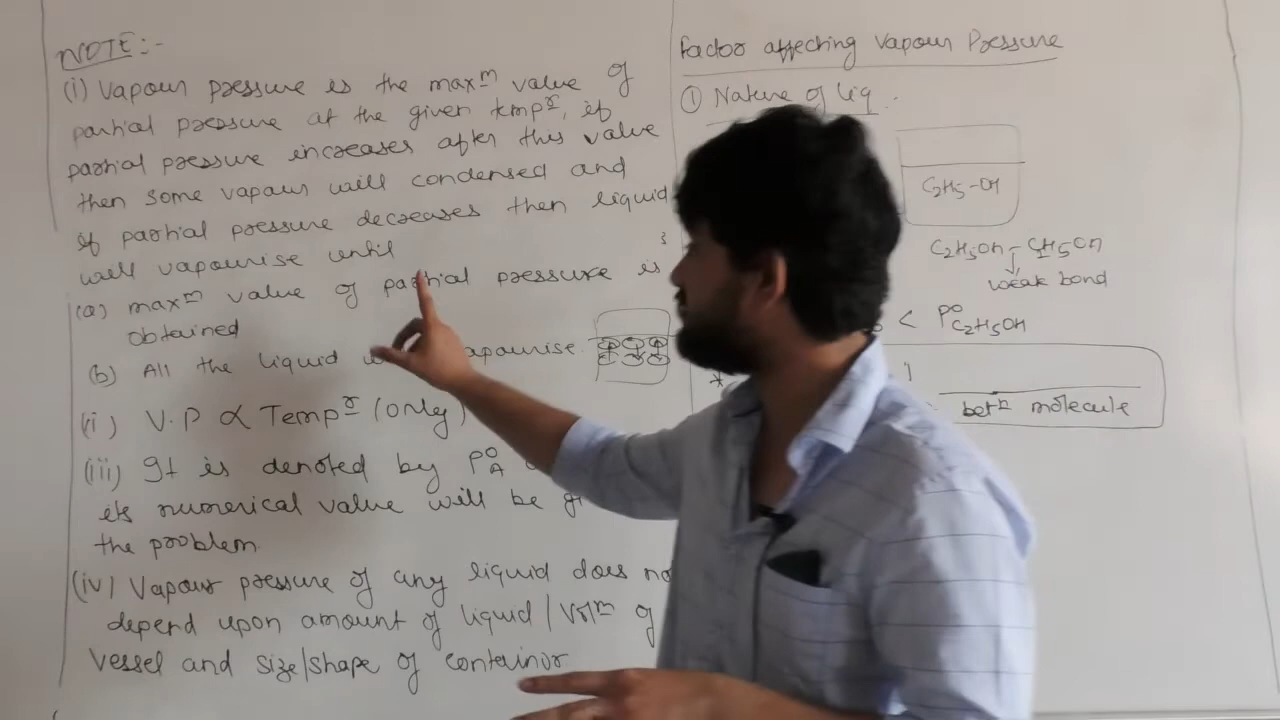 NOTE:-
(i) Vapour pressure is the maxᵐ value of
partial pressure at the given tempʳ, if
partial pressure increases after this value
then some vapour will condensed and
if partial pressure decreases then liquid
will vapourise until
(a) maxᵐ value of partial pressure is
obtained
(b) All the liquid vapourise.
(ii) V.P ∝ Tempʳ (only)
(iii) It is denoted by P°A
its numerical value will be
the problem.
(iv) Vapour pressure of any liquid does
depend upon amount of liquid / Volᵐ of
vessel and size/shape of container
Factor affecting Vapour Pressure
① Nature of liq :-
C2H5-OH
C2H5OH - C2H5OH
weak bond
< P°C2H5OH
*
betⁿ molecule